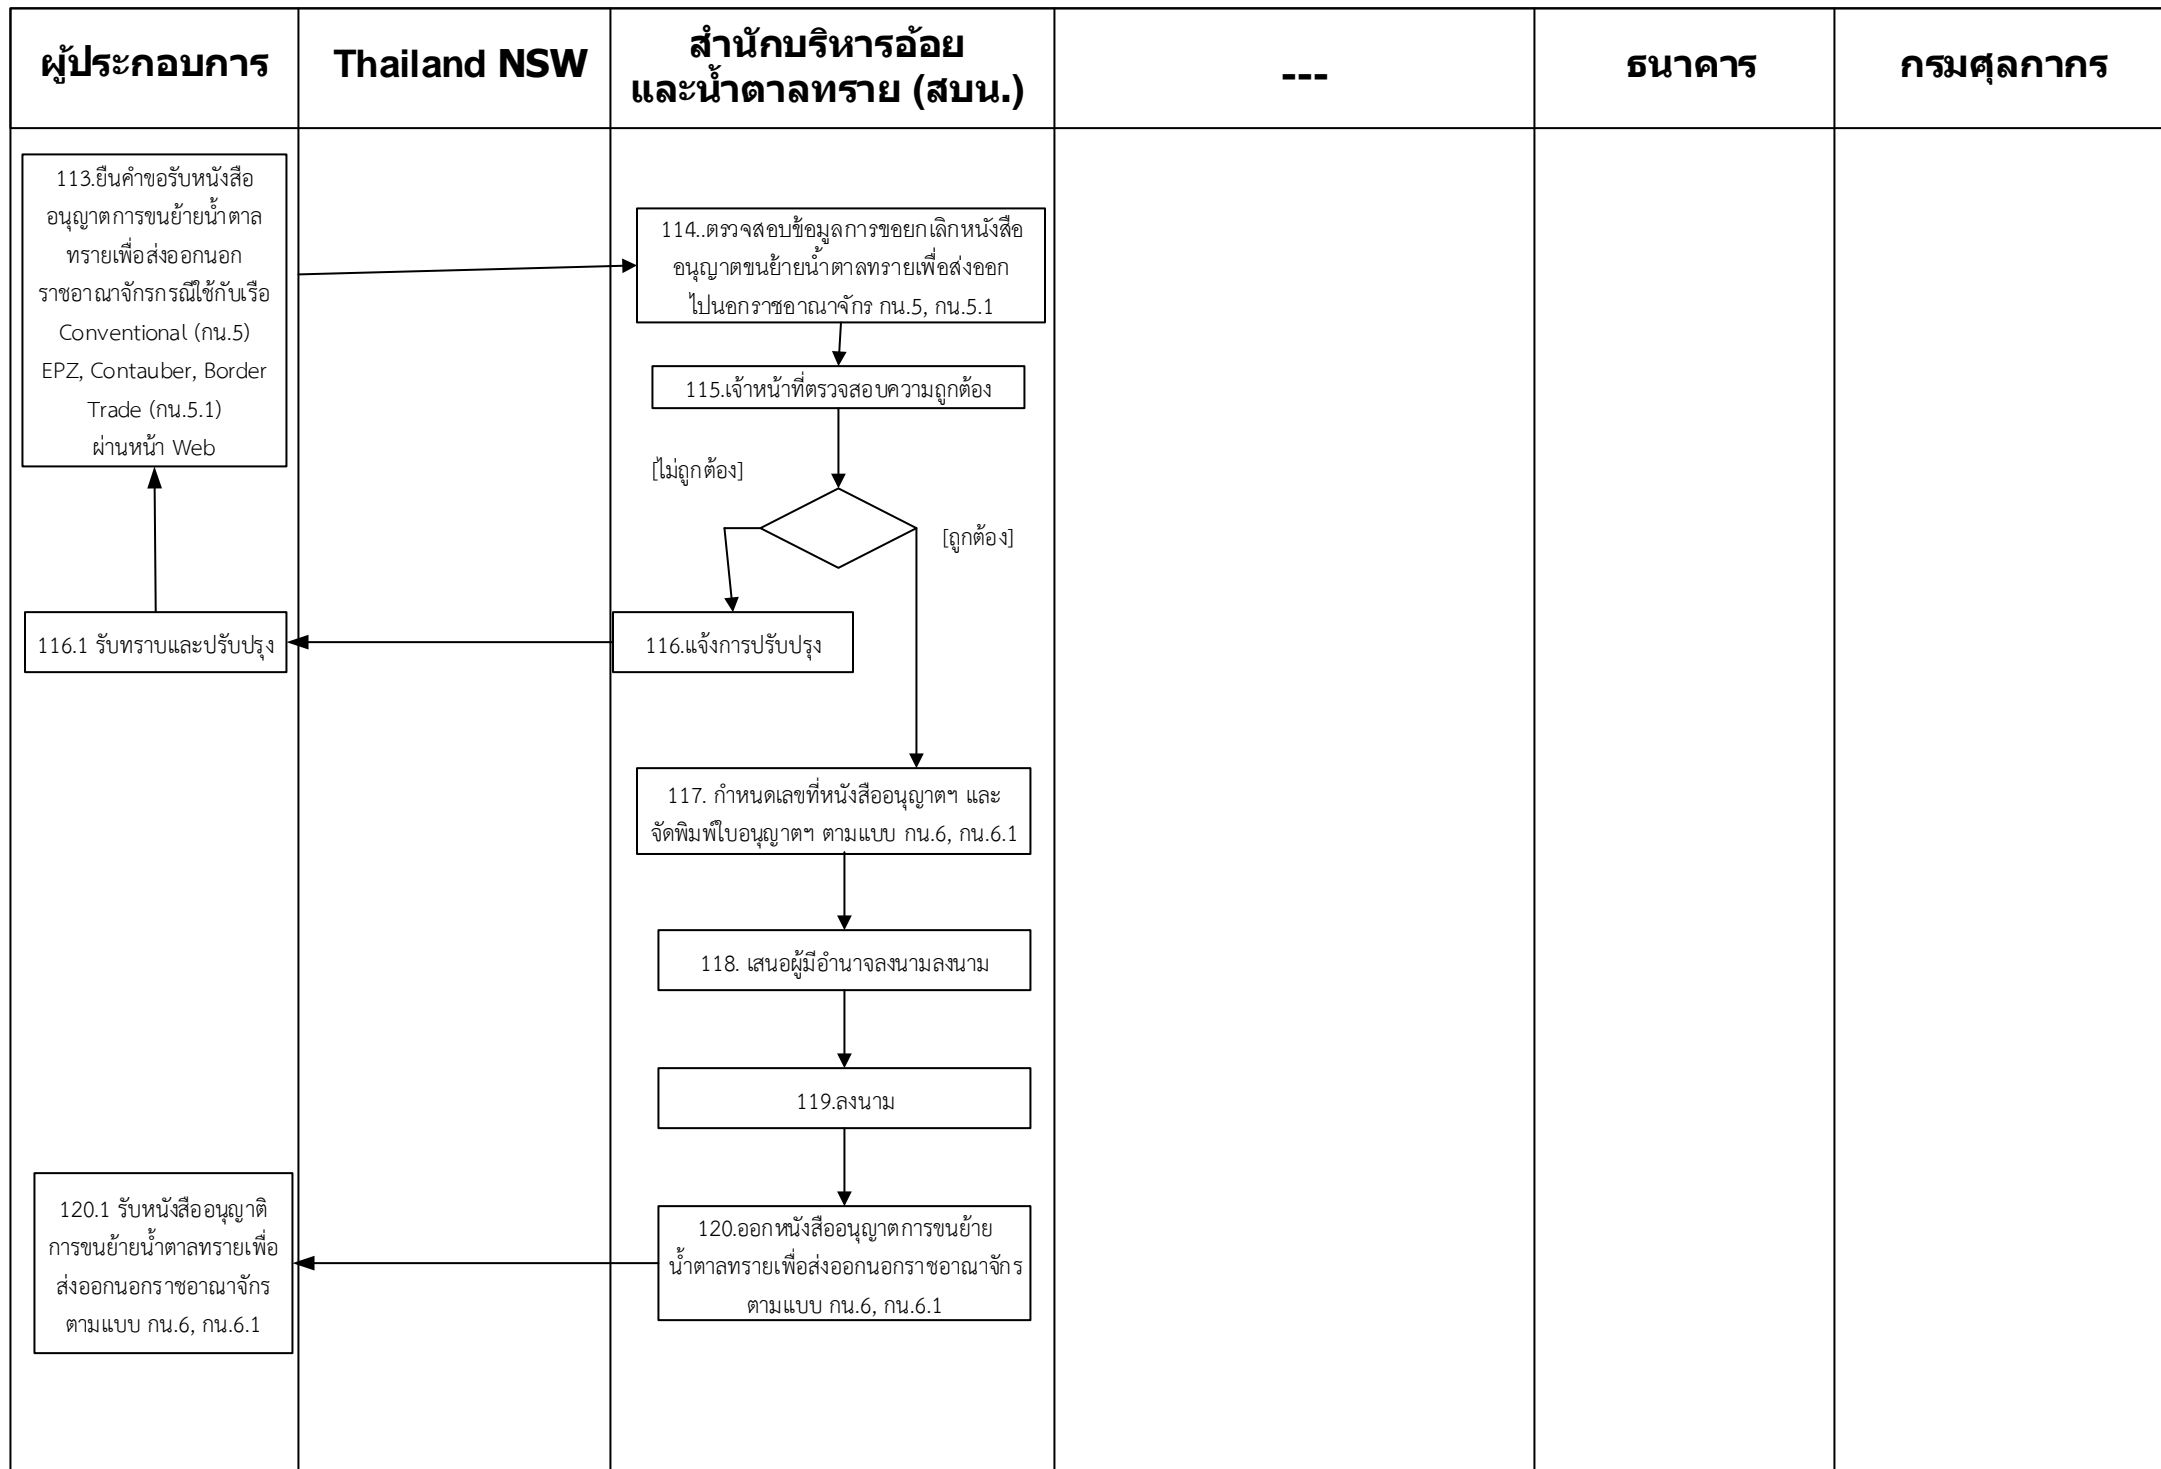 ผู้ประกอบการ
Thailand NSW
สำนักบริหารอ้อย
และน้ำตาลทราย (สบน.)
---
ธนาคาร
กรมศุลกากร
113.ยืนคำขอรับหนังสือ
อนุญาตการขนย้ายน้ำตาล
ทรายเพื่อส่งออกนอก
ราชอาณาจักรกรณีใช้กับเรือ
Conventional (กน.5)
EPZ, Contauber, Border
Trade (กน.5.1)
ผ่านหน้า Web
114..ตรวจสอบข้อมูลการขอยกเลิกหนังสือ
อนุญาตขนย้ายน้ำตาลทรายเพื่อส่งออก
ไปนอกราชอาณาจักร กน.5, กน.5.1
115.เจ้าหน้าที่ตรวจสอบความถูกต้อง
[ไม่ถูกต้อง]
[ถูกต้อง]
116.1 รับทราบและปรับปรุง
116.แจ้งการปรับปรุง
117. กำหนดเลขที่หนังสืออนุญาตฯ และ
จัดพิมพ์ใบอนุญาตฯ ตามแบบ กน.6, กน.6.1
118. เสนอผู้มีอำนาจลงนามลงนาม
119.ลงนาม
120.1 รับหนังสืออนุญาติ
การขนย้ายน้ำตาลทรายเพื่อ
ส่งออกนอกราชอาณาจักร
ตามแบบ กน.6, กน.6.1
120.ออกหนังสืออนุญาตการขนย้าย
น้ำตาลทรายเพื่อส่งออกนอกราชอาณาจักร
ตามแบบ กน.6, กน.6.1